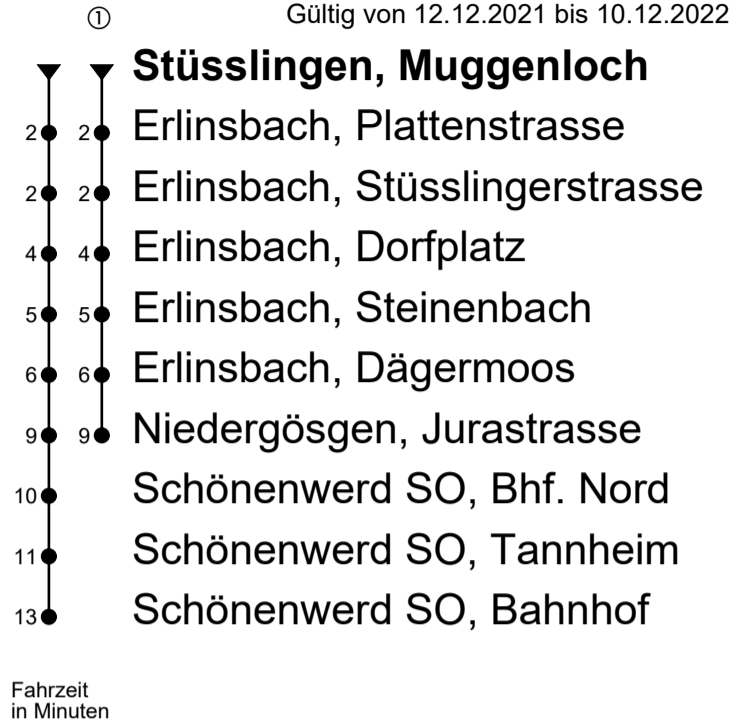 ① Gültig von 12.12.2021 bis 10.12.2022
Stüsslingen, Muggenloch
2 2 Erlinsbach, Plattenstrasse
2 2 Erlinsbach, Stüsslingerstrasse
4 4 Erlinsbach, Dorfplatz
5 5 Erlinsbach, Steinenbach
6 6 Erlinsbach, Dägermoos
9 9 Niedergösgen, Jurastrasse
10 Schönenwerd SO, Bhf. Nord
11 Schönenwerd SO, Tannheim
13 Schönenwerd SO, Bahnhof
Fahrzeit
in Minuten